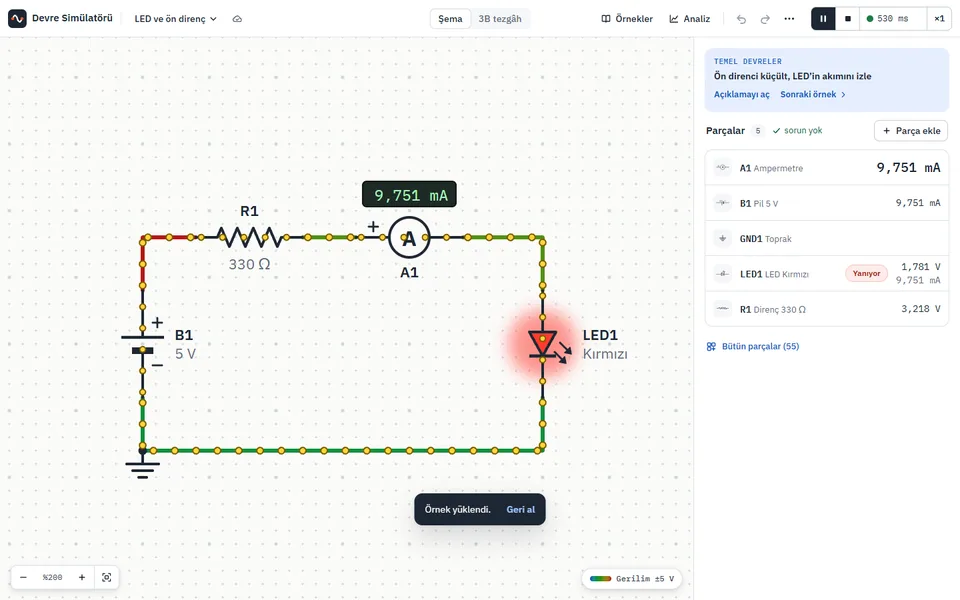 Devre Simülatörü
LED ve ön direnç
Şema
3B tezgâh
Örnekler
Analiz
530 ms
×1
TEMEL DEVRELER
Ön direnci küçült, LED'in akımını izle
Açıklamayı aç
Sonraki örnek
Parçalar 5 sorun yok
+ Parça ekle
A1 Ampermetre 9,751 mA
B1 Pil 5 V 9,751 mA
GND1 Toprak
LED1 LED Kırmızı Yanıyor 1,781 V
9,751 mA
R1 Direnç 330 Ω 3,218 V
Bütün parçalar (55)
9,751 mA
R1
330 Ω
+
A
A1
+
B1
5 V
−
LED1
Kırmızı
Örnek yüklendi. Geri al
− %200 +
Gerilim ±5 V